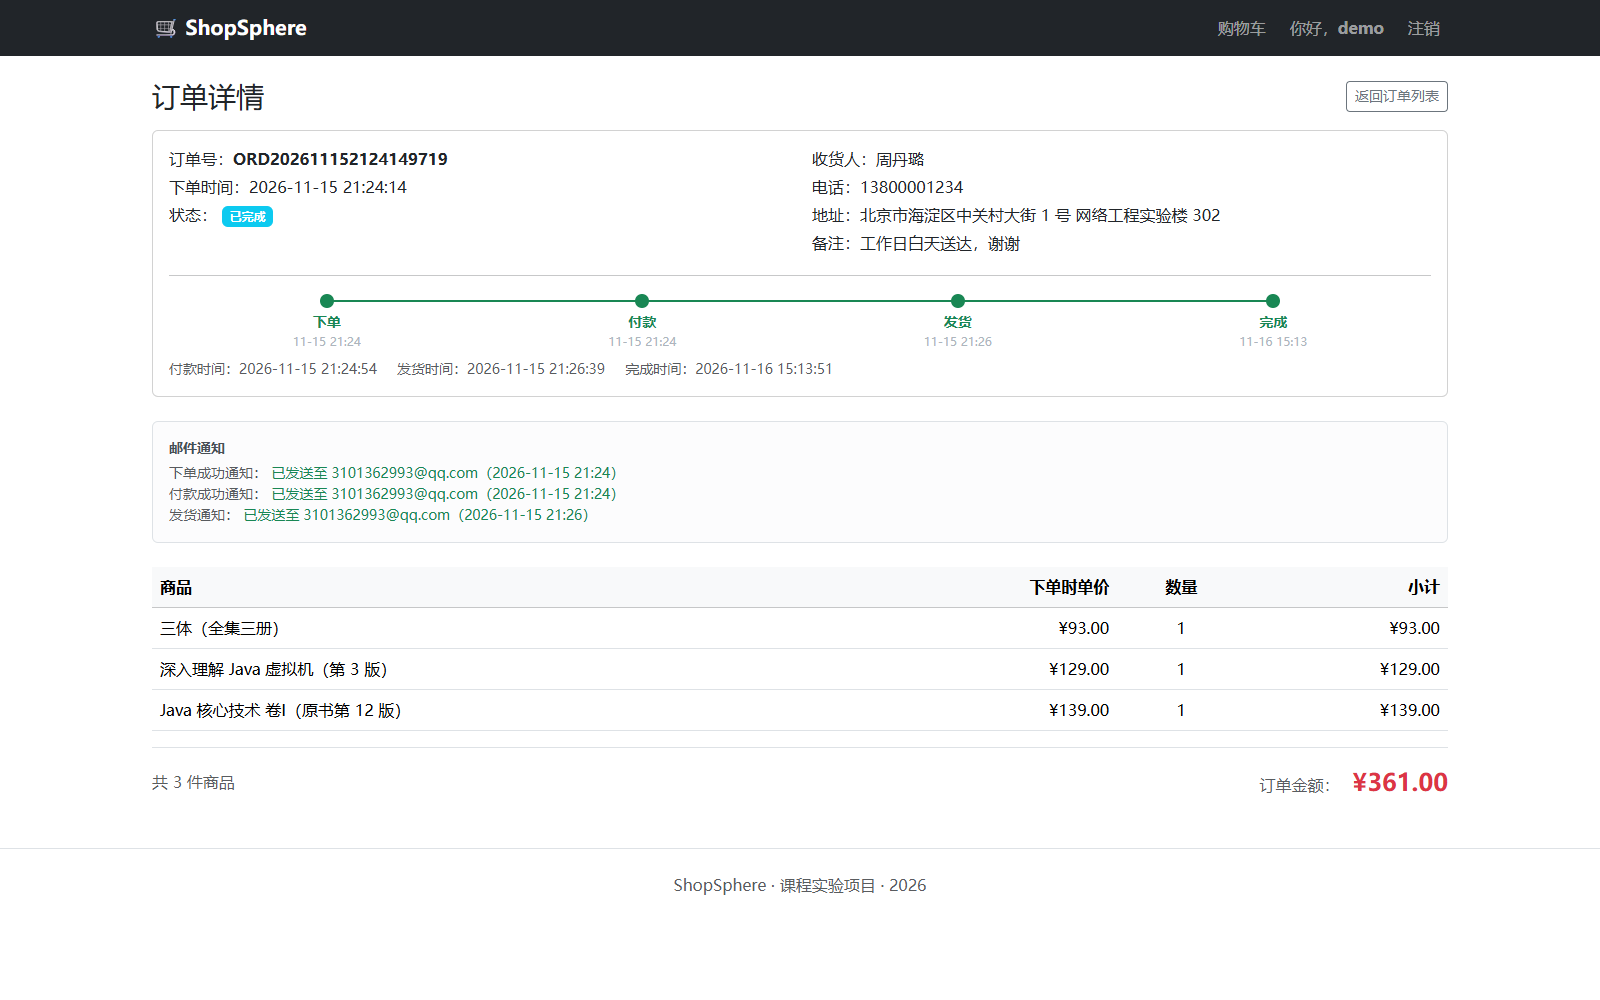 ShopSphere 购物车 你好，demo 注销
订单详情 返回订单列表
订单号：ORD202611152124149719
下单时间：2026-11-15 21:24:14
状态： 已完成
收货人：周丹璐
电话：13800001234
地址：北京市海淀区中关村大街 1 号 网络工程实验楼 302
备注：工作日白天送达，谢谢
下单 付款 发货 完成
11-15 21:24 11-15 21:24 11-15 21:26 11-16 15:13
付款时间：2026-11-15 21:24:54 发货时间：2026-11-15 21:26:39 完成时间：2026-11-16 15:13:51
邮件通知
下单成功通知： 已发送至 3101362993@qq.com（2026-11-15 21:24）
付款成功通知： 已发送至 3101362993@qq.com（2026-11-15 21:24）
发货通知： 已发送至 3101362993@qq.com（2026-11-15 21:26）
商品 下单时单价 数量 小计
三体（全集三册） ¥93.00 1 ¥93.00
深入理解 Java 虚拟机（第 3 版） ¥129.00 1 ¥129.00
Java 核心技术 卷I（原书第 12 版） ¥139.00 1 ¥139.00
共 3 件商品 订单金额： ¥361.00
ShopSphere · 课程实验项目 · 2026